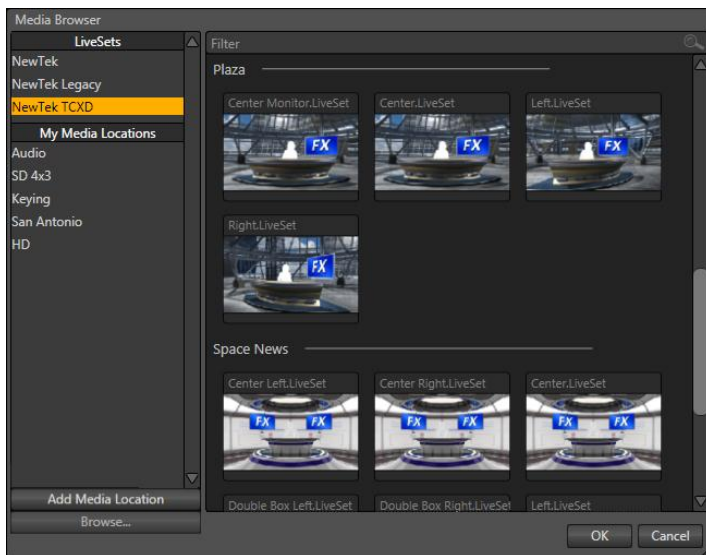 Media Browser
LiveSets
NewTek
NewTek Legacy
NewTek TCXD
My Media Locations
Audio
SD 4x3
Keying
San Antonio
HD
Add Media Location
Browse...
Filter
Plaza
Center Monitor.LiveSet
Center.LiveSet
Left.LiveSet
FX
FX
FX
Right.LiveSet
FX
Space News
Center Left.LiveSet
Center Right.LiveSet
Center.LiveSet
FX FX
FX FX
FX FX
Double Box Left.LiveSet
Double Box Right.LiveSet
Left.LiveSet
OK
Cancel